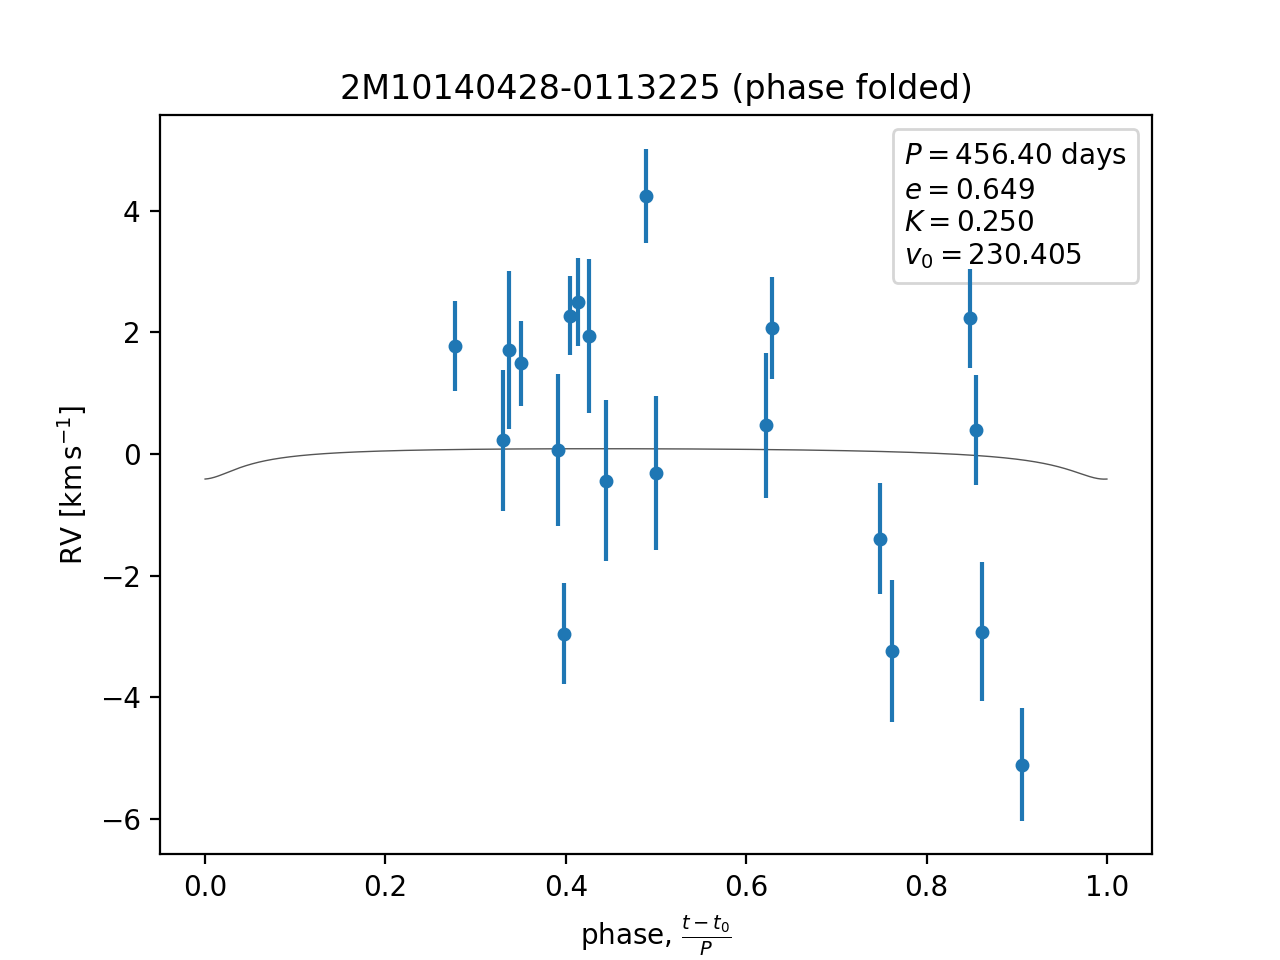 2M10140428-0113225 (phase folded)
P = 456.40 days
e = 0.649
K = 0.250
v₀ = 230.405
RV [km s⁻¹]
4
2
0
−2
−4
−6
0.0 0.2 0.4 0.6 0.8 1.0
phase, (t − t₀)/P